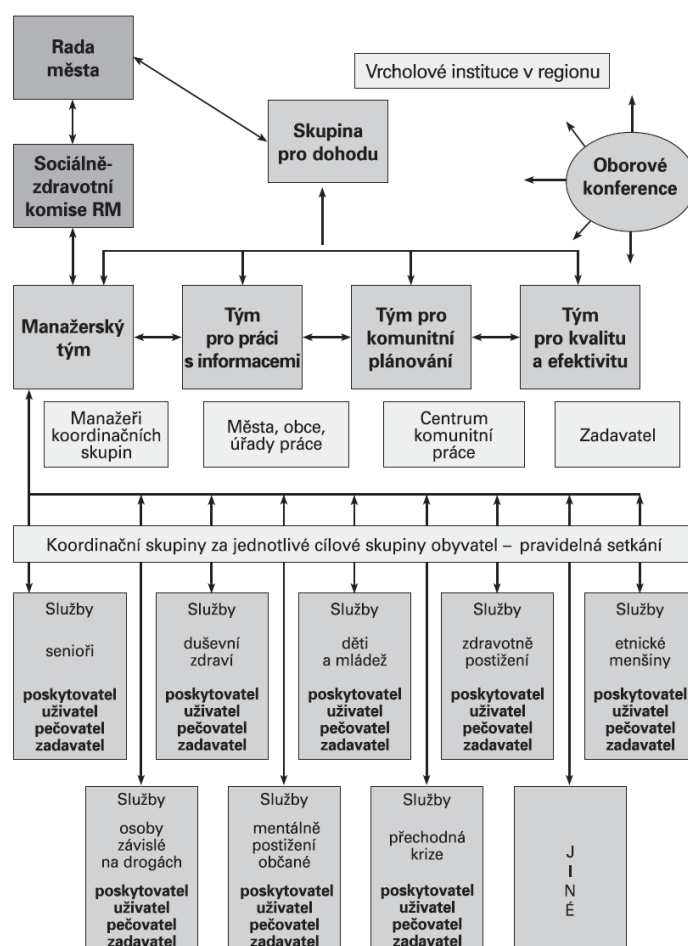 Rada
města
Vrcholové instituce v regionu
Skupina
pro dohodu
Sociálně-
zdravotní
komise RM
Oborové
konference
Manažerský
tým
Tým
pro práci
s informacemi
Tým pro
komunitní
plánování
Tým
pro kvalitu
a efektivitu
Manažeři
koordinačních
skupin
Města, obce,
úřady práce
Centrum
komunitní
práce
Zadavatel
Koordinační skupiny za jednotlivé cílové skupiny obyvatel – pravidelná setkání
Služby
senioři
poskytovatel
uživatel
pečovatel
zadavatel
Služby
duševní
zdraví
poskytovatel
uživatel
pečovatel
zadavatel
Služby
děti
a mládež
poskytovatel
uživatel
pečovatel
zadavatel
Služby
zdravotně
postižení
poskytovatel
uživatel
pečovatel
zadavatel
Služby
etnické
menšiny
poskytovatel
uživatel
pečovatel
zadavatel
Služby
osoby
závislé
na drogách
poskytovatel
uživatel
pečovatel
zadavatel
Služby
mentálně
postižení
občané
poskytovatel
uživatel
pečovatel
zadavatel
Služby
přechodná
krize
poskytovatel
uživatel
pečovatel
zadavatel
J
I
N
É